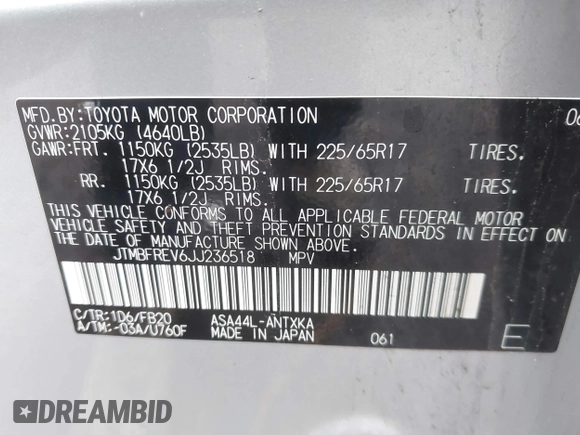 MFD.BY:TOYOTA MOTOR CORPORATION 06
GVWR:2105KG (4640LB)
GAWR:FRT. 1150KG (2535LB) WITH 225/65R17 TIRES.
17X6 1/2J RIMS.
RR. 1150KG (2535LB) WITH 225/65R17 TIRES.
17X6 1/2J RIMS.
THIS VEHICLE CONFORMS TO ALL APPLICABLE FEDERAL MOTOR
VEHICLE SAFETY AND THEFT PREVENTION STANDARDS IN EFFECT ON
THE DATE OF MANUFACTURE SHOWN ABOVE.
JTMBFREV6JJ236518 MPV
C/TR:1D6/FB20 ASA44L-ANTXKA
A/TM:-03A/U760F MADE IN JAPAN 061 E
DREAMBID